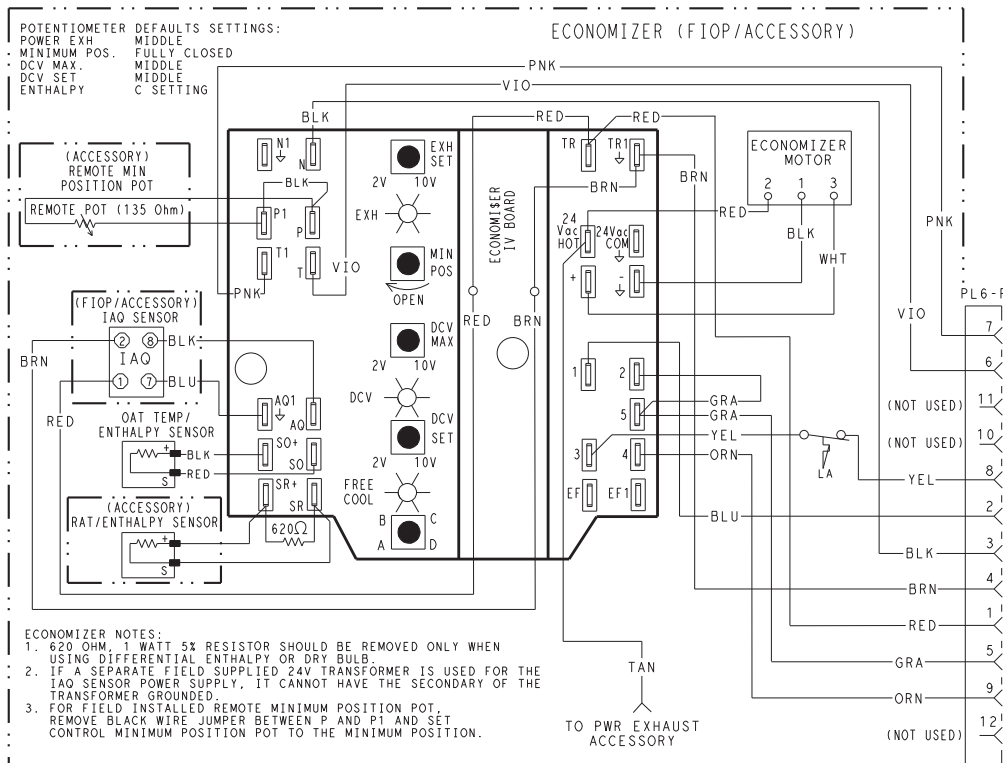 POTENTIOMETER DEFAULTS SETTINGS:
POWER EXH MIDDLE
MINIMUM POS. FULLY CLOSED
DCV MAX. MIDDLE
DCV SET MIDDLE
ENTHALPY C SETTING
ECONOMIZER (FIOP/ACCESSORY)
PNK
VIO
BLK
RED
RED
(ACCESSORY)
REMOTE MIN
POSITION POT
REMOTE POT (135 Ohm)
N1
N
BLK
P1
P
T1
T
VIO
PNK
EXH
SET
2V 10V
EXH
MIN
POS
OPEN
DCV
MAX
2V 10V
DCV
DCV
SET
2V 10V
FREE
COOL
B C
A D
ECONOMI$ER
IV BOARD
RED
BRN
TR
TR1
BRN
BRN
24
Vac
HOT
24Vac
COM
+
-
ECONOMIZER
MOTOR
2 1 3
RED
BLK
WHT
PNK
VIO
(FIOP/ACCESSORY)
IAQ SENSOR
2 8
IAQ
1 7
BLK
BLU
BRN
RED
AQ1
AQ
OAT TEMP/
ENTHALPY SENSOR
+
S
BLK
RED
SO+
SO
SR+
SR
620Ω
(ACCESSORY)
RAT/ENTHALPY SENSOR
+
S
1
2
5
3
4
EF
EF1
GRA
GRA
YEL
ORN
BLU
LA
PL6-R
7
6
(NOT USED) 11
(NOT USED) 10
YEL 8
2
BLK 3
BRN 4
RED 1
GRA 5
ORN 9
(NOT USED) 12
TAN
TO PWR EXHAUST
ACCESSORY
ECONOMIZER NOTES:
1. 620 OHM, 1 WATT 5% RESISTOR SHOULD BE REMOVED ONLY WHEN
USING DIFFERENTIAL ENTHALPY OR DRY BULB.
2. IF A SEPARATE FIELD SUPPLIED 24V TRANSFORMER IS USED FOR THE
IAQ SENSOR POWER SUPPLY, IT CANNOT HAVE THE SECONDARY OF THE
TRANSFORMER GROUNDED.
3. FOR FIELD INSTALLED REMOTE MINIMUM POSITION POT,
REMOVE BLACK WIRE JUMPER BETWEEN P AND P1 AND SET
CONTROL MINIMUM POSITION POT TO THE MINIMUM POSITION.